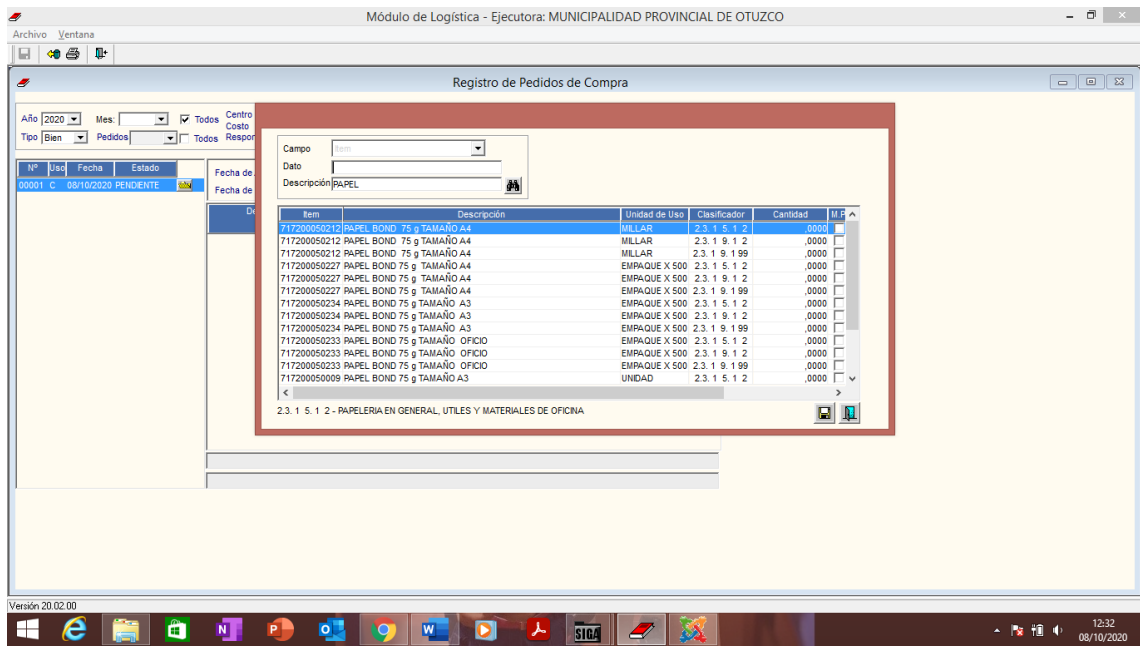 Módulo de Logística - Ejecutora: MUNICIPALIDAD PROVINCIAL DE OTUZCO
Archivo Ventana
Registro de Pedidos de Compra
Año 2020 Mes: Todos Centro
Costo
Tipo Bien Pedidos Todos Respor
Nº Uso Fecha Estado
00001 C 08/10/2020 PENDIENTE
Fecha de
Fecha de
De
Campo Item
Dato
Descripción PAPEL
Item Descripción Unidad de Uso Clasificador Cantidad M.P
717200050212 PAPEL BOND 75 g TAMAÑO A4 MILLAR 2.3. 1 5. 1 2 ,0000
717200050212 PAPEL BOND 75 g TAMAÑO A4 MILLAR 2.3. 1 9. 1 2 ,0000
717200050212 PAPEL BOND 75 g TAMAÑO A4 MILLAR 2.3. 1 9. 1 99 ,0000
717200050227 PAPEL BOND 75 g TAMAÑO A4 EMPAQUE X 500 2.3. 1 5. 1 2 ,0000
717200050227 PAPEL BOND 75 g TAMAÑO A4 EMPAQUE X 500 2.3. 1 9. 1 2 ,0000
717200050227 PAPEL BOND 75 g TAMAÑO A4 EMPAQUE X 500 2.3. 1 9. 1 99 ,0000
717200050234 PAPEL BOND 75 g TAMAÑO A3 EMPAQUE X 500 2.3. 1 5. 1 2 ,0000
717200050234 PAPEL BOND 75 g TAMAÑO A3 EMPAQUE X 500 2.3. 1 9. 1 2 ,0000
717200050234 PAPEL BOND 75 g TAMAÑO A3 EMPAQUE X 500 2.3. 1 9. 1 99 ,0000
717200050233 PAPEL BOND 75 g TAMAÑO OFICIO EMPAQUE X 500 2.3. 1 5. 1 2 ,0000
717200050233 PAPEL BOND 75 g TAMAÑO OFICIO EMPAQUE X 500 2.3. 1 9. 1 2 ,0000
717200050233 PAPEL BOND 75 g TAMAÑO OFICIO EMPAQUE X 500 2.3. 1 9. 1 99 ,0000
717200050009 PAPEL BOND 75 g TAMAÑO A3 UNIDAD 2.3. 1 5. 1 2 ,0000
2.3. 1 5. 1 2 - PAPELERIA EN GENERAL, UTILES Y MATERIALES DE OFICINA
Versión 20.02.00
SIGA
12:32
08/10/2020